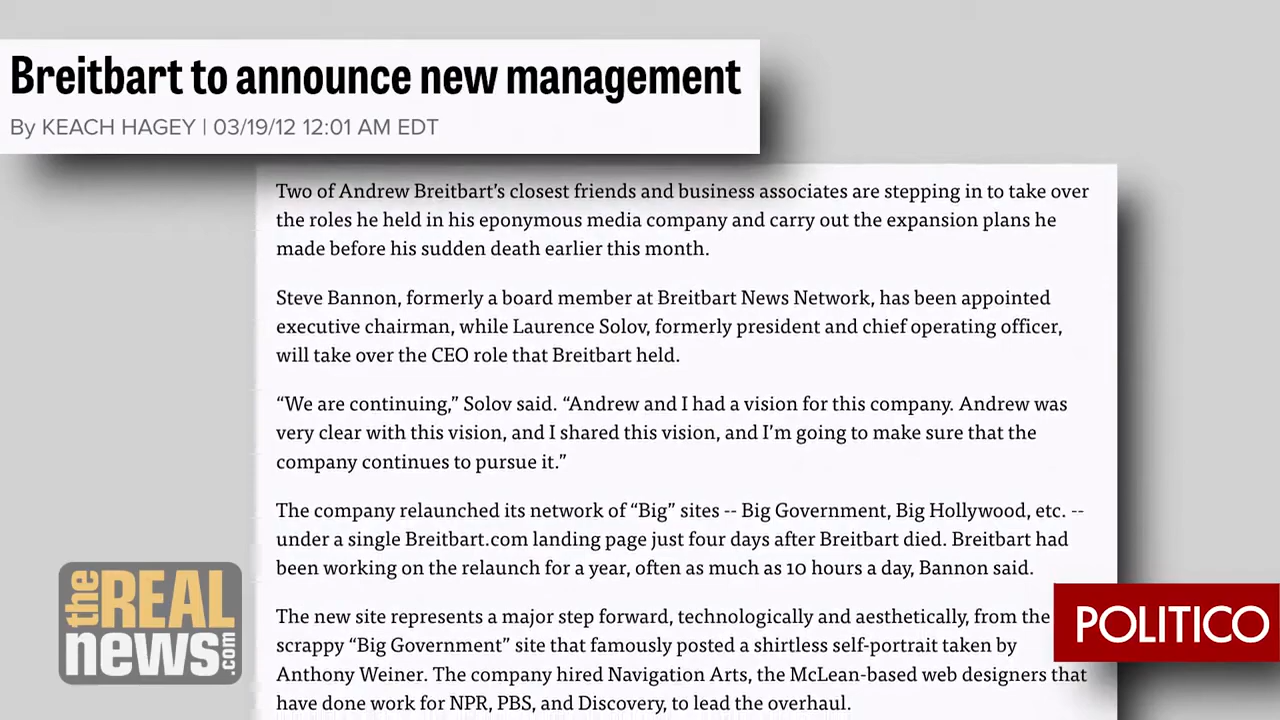 Breitbart to announce new management
By KEACH HAGEY | 03/19/12 12:01 AM EDT
Two of Andrew Breitbart’s closest friends and business associates are stepping in to take over
the roles he held in his eponymous media company and carry out the expansion plans he
made before his sudden death earlier this month.
Steve Bannon, formerly a board member at Breitbart News Network, has been appointed
executive chairman, while Laurence Solov, formerly president and chief operating officer,
will take over the CEO role that Breitbart held.
“We are continuing,” Solov said. “Andrew and I had a vision for this company. Andrew was
very clear with this vision, and I shared this vision, and I’m going to make sure that the
company continues to pursue it.”
The company relaunched its network of “Big” sites -- Big Government, Big Hollywood, etc. --
under a single Breitbart.com landing page just four days after Breitbart died. Breitbart had
been working on the relaunch for a year, often as much as 10 hours a day, Bannon said.
The new site represents a major step forward, technologically and aesthetically, from the
scrappy “Big Government” site that famously posted a shirtless self-portrait taken by
Anthony Weiner. The company hired Navigation Arts, the McLean-based web designers that
have done work for NPR, PBS, and Discovery, to lead the overhaul.
the REAL
news.com
POLITICO